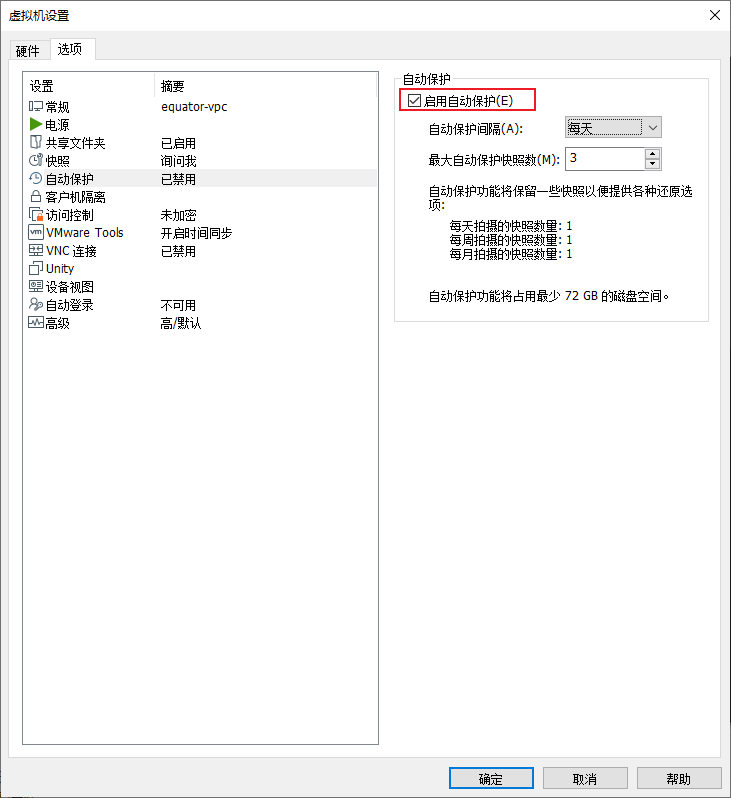 虚拟机设置
硬件 选项
设置 摘要
常规 equator-vpc
电源
共享文件夹 已启用
快照 询问我
自动保护 已禁用
客户机隔离
访问控制 未加密
vm VMware Tools 开启时间同步
VNC 连接 已禁用
Unity
设备视图
自动登录 不可用
高级 高/默认
自动保护
启用自动保护(E)
自动保护间隔(A): 每天
最大自动保护快照数(M): 3
自动保护功能将保留一些快照以便提供各种还原选
项:
每天拍摄的快照数量: 1
每周拍摄的快照数量: 1
每月拍摄的快照数量: 1
自动保护功能将占用最少 72 GB 的磁盘空间。
确定 取消 帮助